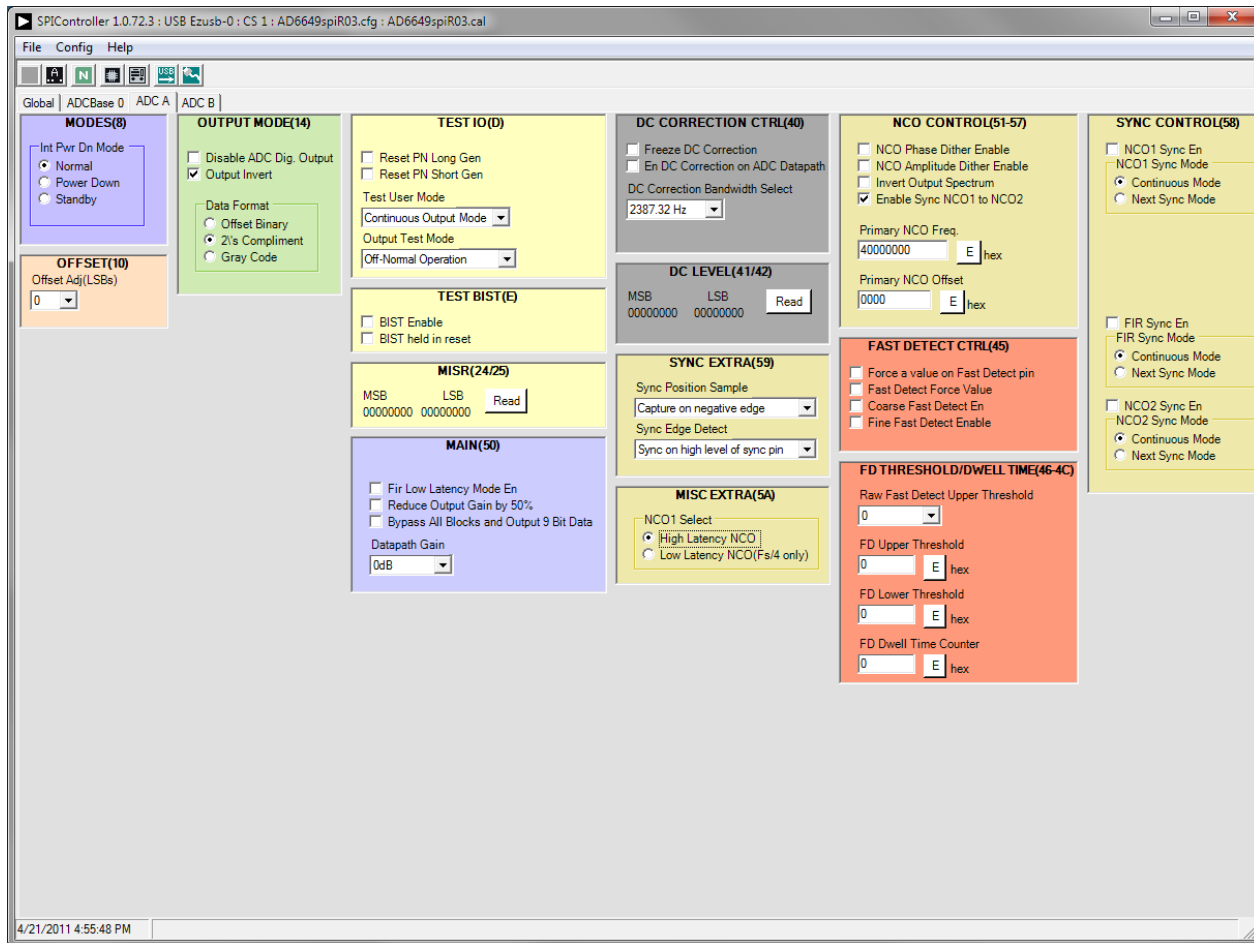 SPIController 1.0.72.3 : USB Ezusb-0 : CS 1 : AD6649spiR03.cfg : AD6649spiR03.cal
File Config Help
A N USB
Global ADCBase 0 ADC A ADC B
MODES(8)
Int Pwr Dn Mode
Normal
Power Down
Standby
OFFSET(10)
Offset Adj(LSBs)
0
OUTPUT MODE(14)
Disable ADC Dig. Output
Output Invert
Data Format
Offset Binary
2\'s Compliment
Gray Code
TEST IO(D)
Reset PN Long Gen
Reset PN Short Gen
Test User Mode
Continuous Output Mode
Output Test Mode
Off-Normal Operation
TEST BIST(E)
BIST Enable
BIST held in reset
MISR(24/25)
MSB LSB
00000000 00000000 Read
MAIN(50)
Fir Low Latency Mode En
Reduce Output Gain by 50%
Bypass All Blocks and Output 9 Bit Data
Datapath Gain
0dB
DC CORRECTION CTRL(40)
Freeze DC Correction
En DC Correction on ADC Datapath
DC Correction Bandwidth Select
2387.32 Hz
DC LEVEL(41/42)
MSB LSB
00000000 00000000 Read
SYNC EXTRA(59)
Sync Position Sample
Capture on negative edge
Sync Edge Detect
Sync on high level of sync pin
MISC EXTRA(5A)
NCO1 Select
High Latency NCO
Low Latency NCO(Fs/4 only)
NCO CONTROL(51-57)
NCO Phase Dither Enable
NCO Amplitude Dither Enable
Invert Output Spectrum
Enable Sync NCO1 to NCO2
Primary NCO Freq.
40000000 E hex
Primary NCO Offset
0000 E hex
FAST DETECT CTRL(45)
Force a value on Fast Detect pin
Fast Detect Force Value
Coarse Fast Detect En
Fine Fast Detect Enable
FD THRESHOLD/DWELL TIME(46-4C)
Raw Fast Detect Upper Threshold
0
FD Upper Threshold
0 E hex
FD Lower Threshold
0 E hex
FD Dwell Time Counter
0 E hex
SYNC CONTROL(58)
NCO1 Sync En
NCO1 Sync Mode
Continuous Mode
Next Sync Mode
FIR Sync En
FIR Sync Mode
Continuous Mode
Next Sync Mode
NCO2 Sync En
NCO2 Sync Mode
Continuous Mode
Next Sync Mode
4/21/2011 4:55:48 PM